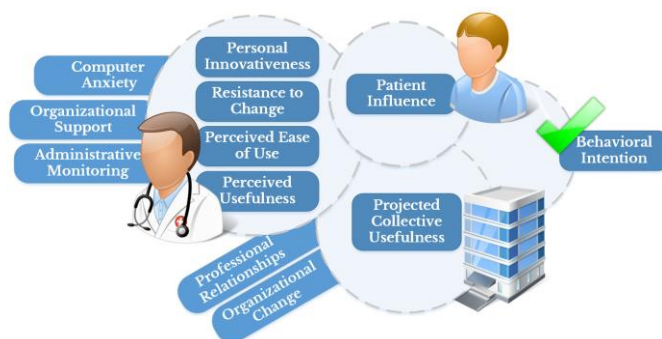 Computer
Anxiety
Organizational
Support
Administrative
Monitoring
Personal
Innovativeness
Resistance to
Change
Perceived Ease
of Use
Perceived
Usefulness
Professional
Relationships
Organizational
Change
Patient
Influence
Projected
Collective
Usefulness
Behavioral
Intention